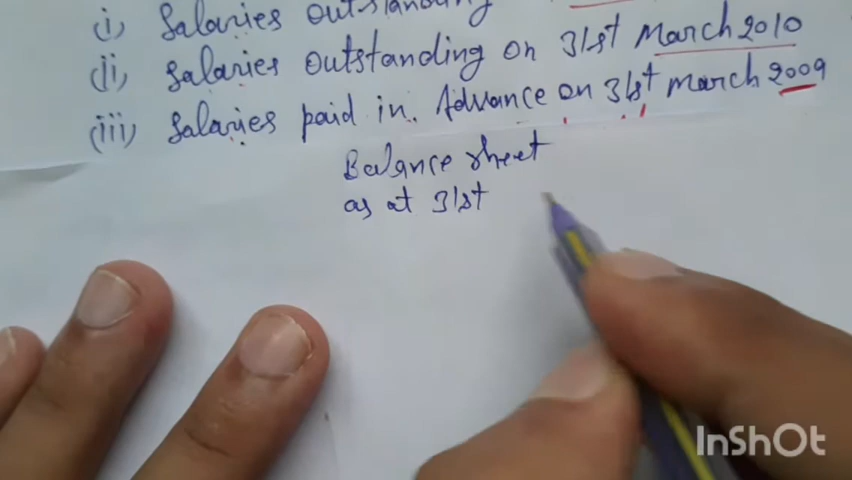 (i) Salaries outstanding
(ii) Salaries outstanding on 31st March 2010
(iii) Salaries paid in Advance on 31st March 2009
Balance sheet
as at 31st
InShOt